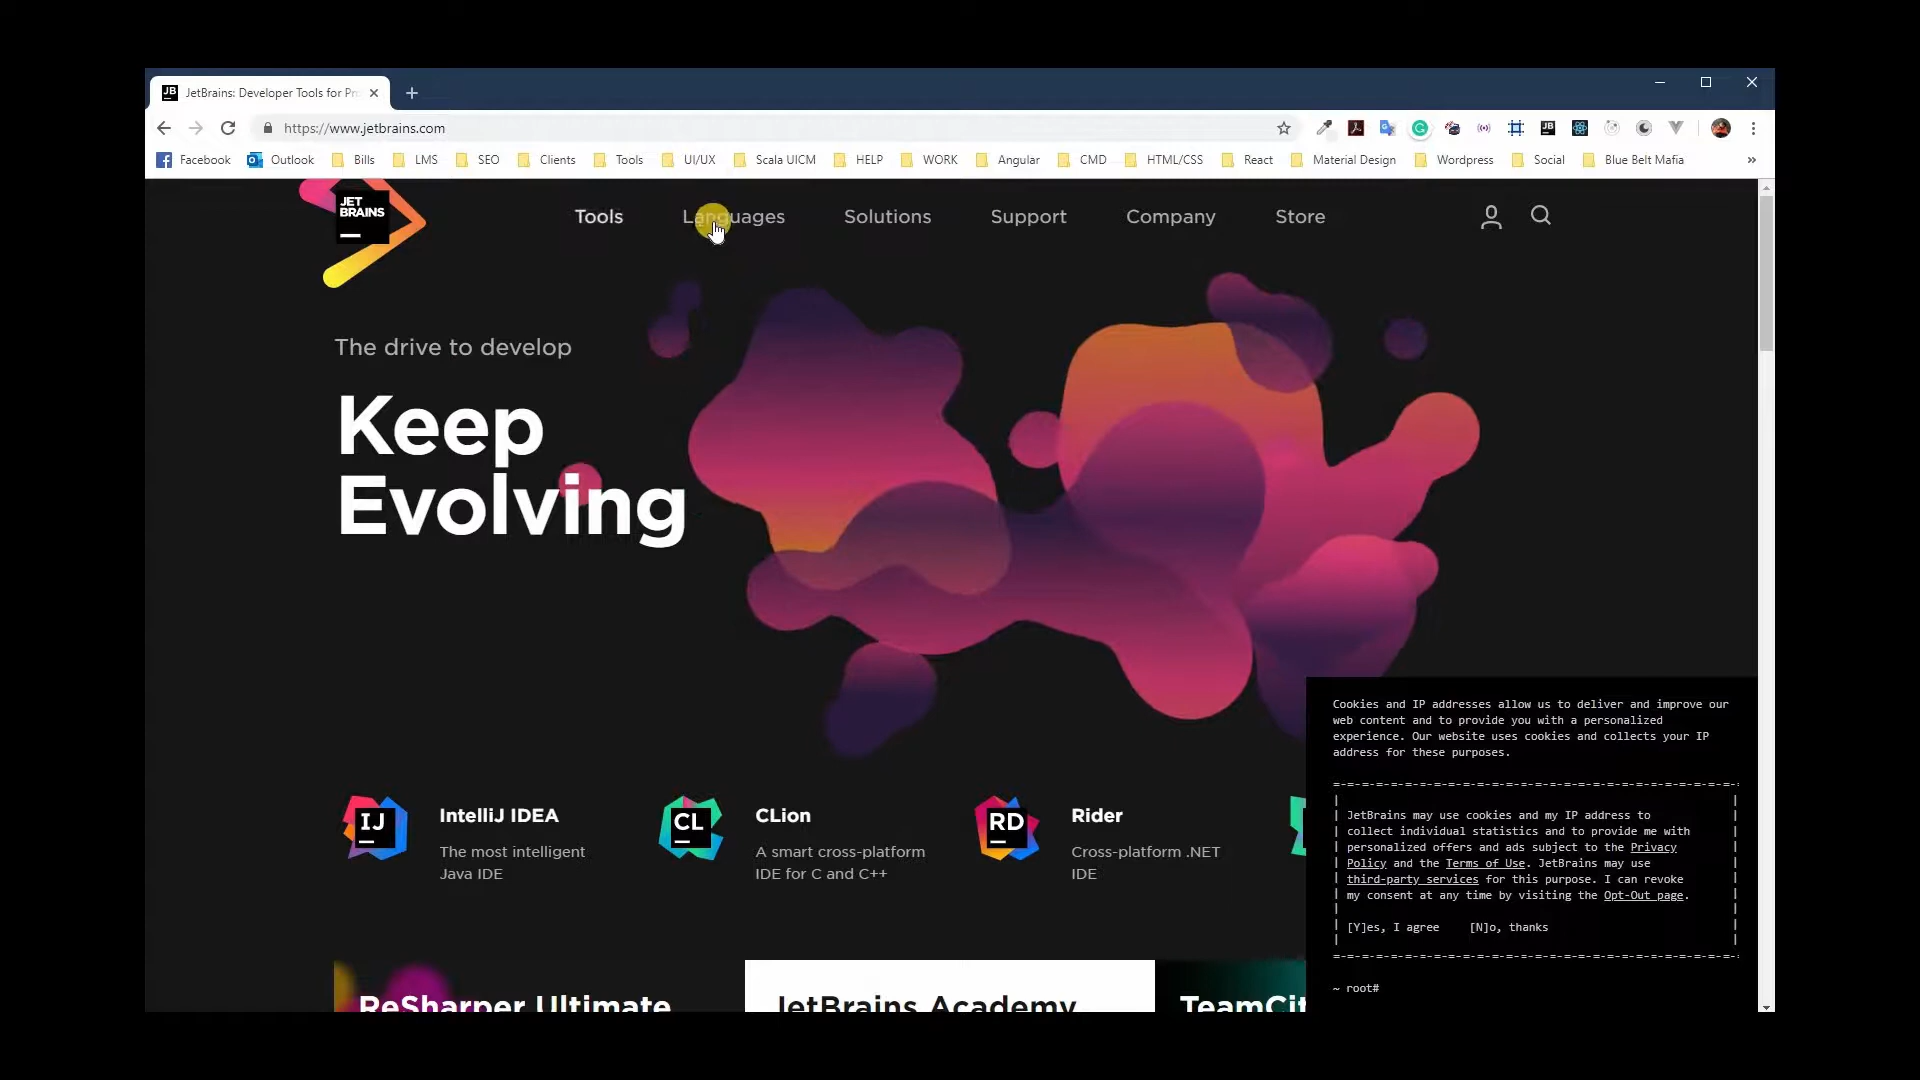 JB
JetBrains: Developer Tools for Pr
https://www.jetbrains.com
JB
Facebook Outlook Bills LMS SEO Clients Tools UI/UX Scala UICM HELP WORK Angular CMD HTML/CSS React Material Design Wordpress Social Blue Belt Mafia »
JET
BRAINS
Tools Languages Solutions Support Company Store
The drive to develop
Keep
Evolving
IJ
IntelliJ IDEA
The most intelligent
Java IDE
CL
CLion
A smart cross-platform
IDE for C and C++
RD
Rider
Cross-platform .NET
IDE
ReSharper Ultimate
JetBrains Academy
TeamCit
Cookies and IP addresses allow us to deliver and improve our
web content and to provide you with a personalized
experience. Our website uses cookies and collects your IP
address for these purposes.
JetBrains may use cookies and my IP address to
collect individual statistics and to provide me with
personalized offers and ads subject to the Privacy
Policy and the Terms of Use. JetBrains may use
third-party services for this purpose. I can revoke
my consent at any time by visiting the Opt-Out page.
[Y]es, I agree [N]o, thanks
~ root#